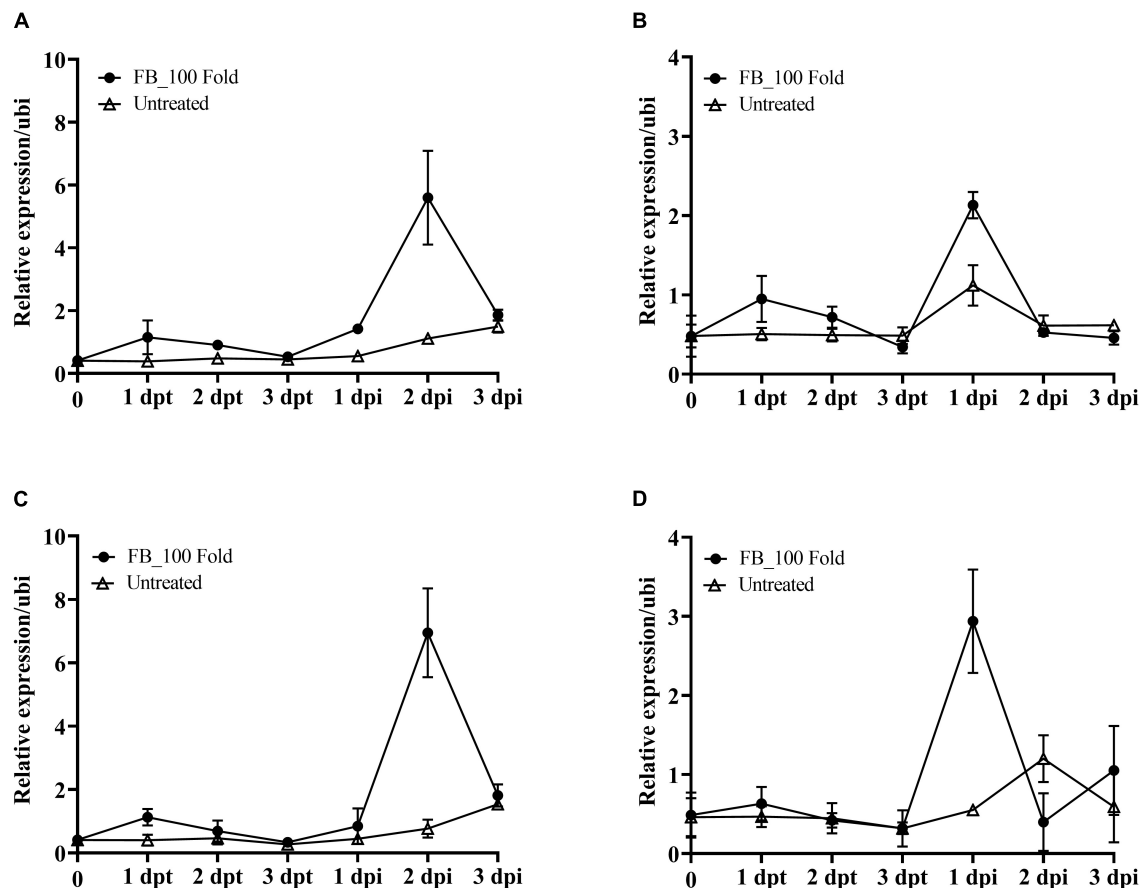 A
10
8
6
4
2
0
Relative expression/ubi
FB_100 Fold
Untreated
0 1 dpt 2 dpt 3 dpt 1 dpi 2 dpi 3 dpi
B
4
3
2
1
0
Relative expression/ubi
FB_100 Fold
Untreated
0 1 dpt 2 dpt 3 dpt 1 dpi 2 dpi 3 dpi
C
10
8
6
4
2
0
Relative expression/ubi
FB_100 Fold
Untreated
0 1 dpt 2 dpt 3 dpt 1 dpi 2 dpi 3 dpi
D
4
3
2
1
0
Relative expression/ubi
FB_100 Fold
Untreated
0 1 dpt 2 dpt 3 dpt 1 dpi 2 dpi 3 dpi